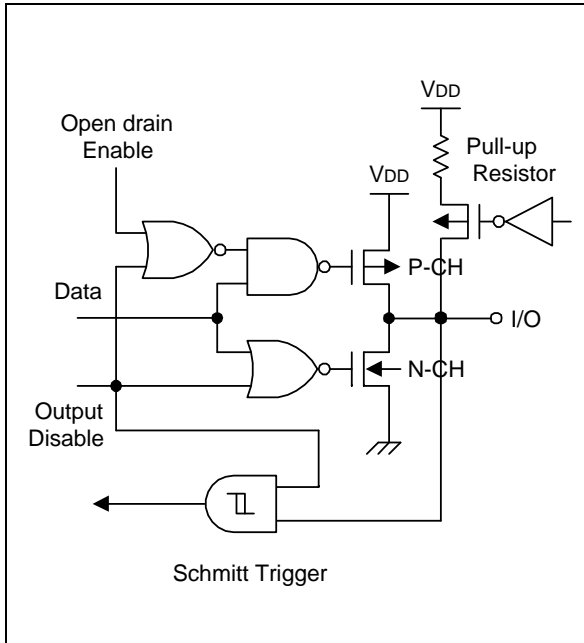 VDD
Open drain
Enable
Pull-up
Resistor
VDD
P-CH
Data
I/O
N-CH
Output
Disable
Schmitt Trigger